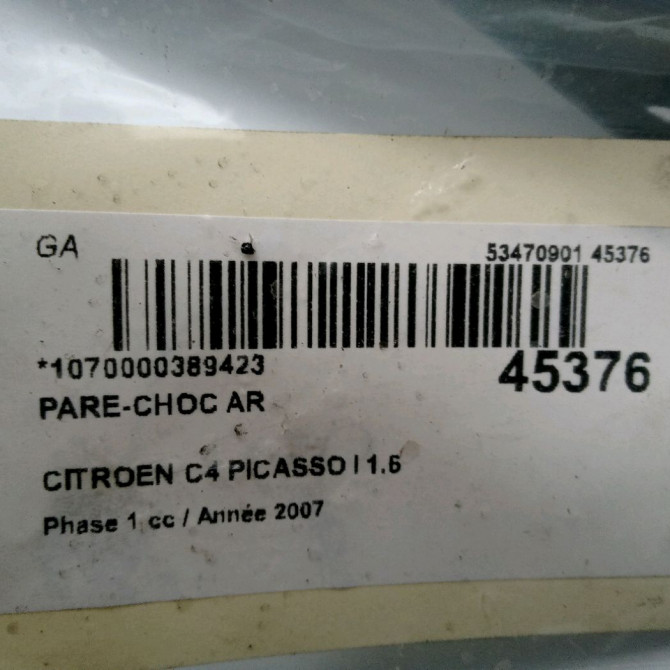 GA
53470901 45376
*1070000389423
45376
PARE-CHOC AR
CITROEN C4 PICASSO I 1.6
Phase 1 cc / Année 2007